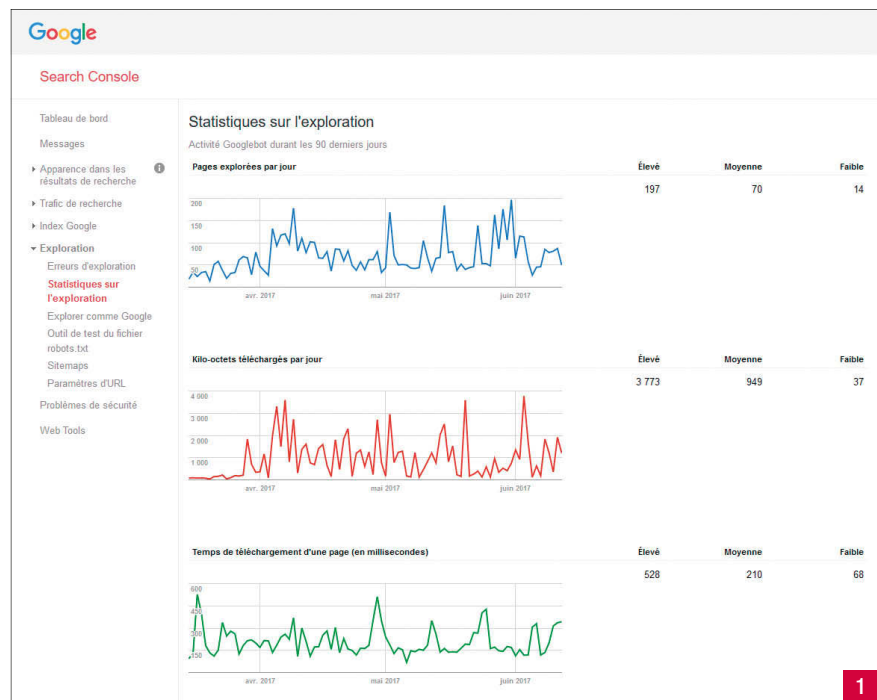 Google
Search Console
Tableau de bord
Messages
Apparence dans les
résultats de recherche
Trafic de recherche
Index Google
Exploration
Erreurs d'exploration
Statistiques sur
l'exploration
Explorer comme Google
Outil de test du fichier
robots.txt
Sitemaps
Paramètres d'URL
Problèmes de sécurité
Web Tools
Statistiques sur l'exploration
Activité Googlebot durant les 90 derniers jours
Pages explorées par jour
Élevé Moyenne Faible
197 70 14
200
150
100
50
avr. 2017 mai 2017 juin 2017
Kilo-octets téléchargés par jour
Élevé Moyenne Faible
3 773 949 37
4 000
3 000
2 000
1 000
avr. 2017 mai 2017 juin 2017
Temps de téléchargement d'une page (en millisecondes)
Élevé Moyenne Faible
528 210 68
600
450
300
150
avr. 2017 mai 2017 juin 2017
1